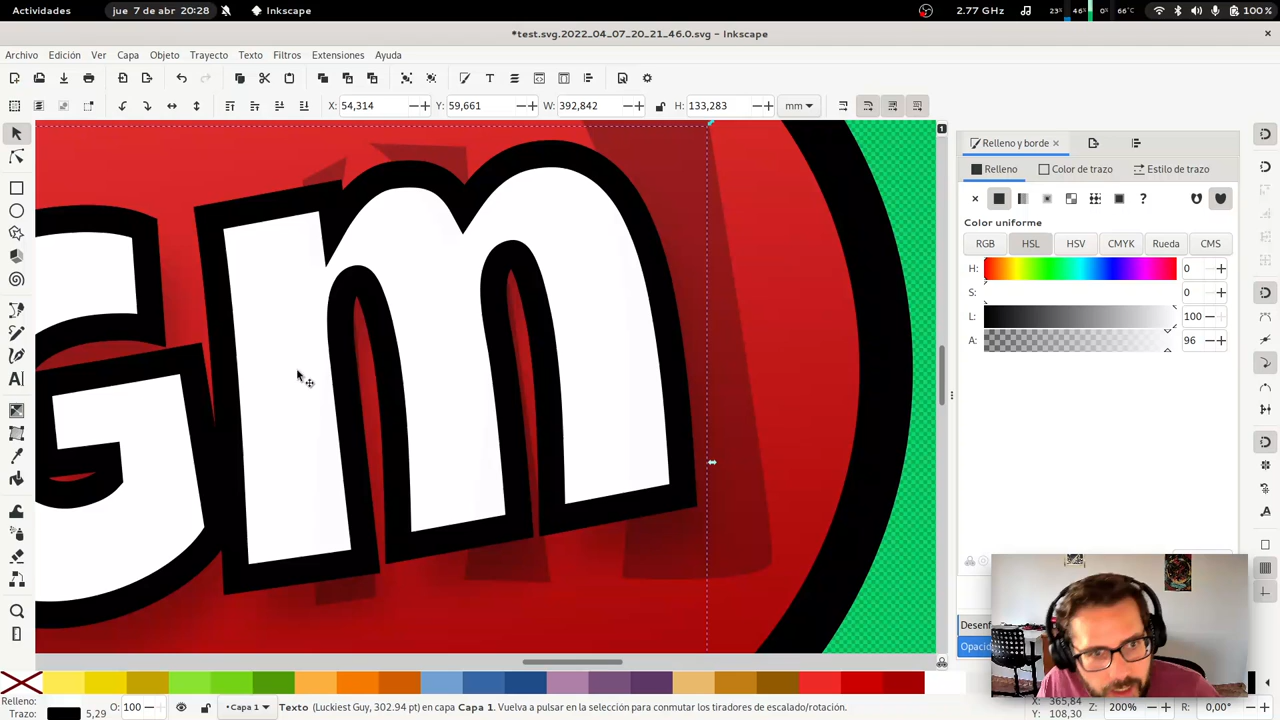 Actividades
jue 7 de abr 20:28
Inkscape
2.77 GHz
23%
46%
0%
66°C
100 %
*test.svg.2022_04_07_20_21_46.0.svg - Inkscape
Archivo Edición Ver Capa Objeto Trayecto Texto Filtros Extensiones Ayuda
X: 54,314 Y: 59,661 W: 392,842 H: 133,283 mm
Relleno y borde
Relleno Color de trazo Estilo de trazo
Color uniforme
RGB HSL HSV CMYK Rueda CMS
H: 0
S: 0
L: 100
A: 96
Gm
Desenf
Opacid
Relleno:
Trazo: 5,29
O: 100
•Capa 1
Texto (Luckiest Guy, 302.94 pt) en capa Capa 1. Vuelva a pulsar en la selección para conmutar los tiradores de escalado/rotación.
X: 365,84
Y: 108,30
Z: 200%
R: 0,00°